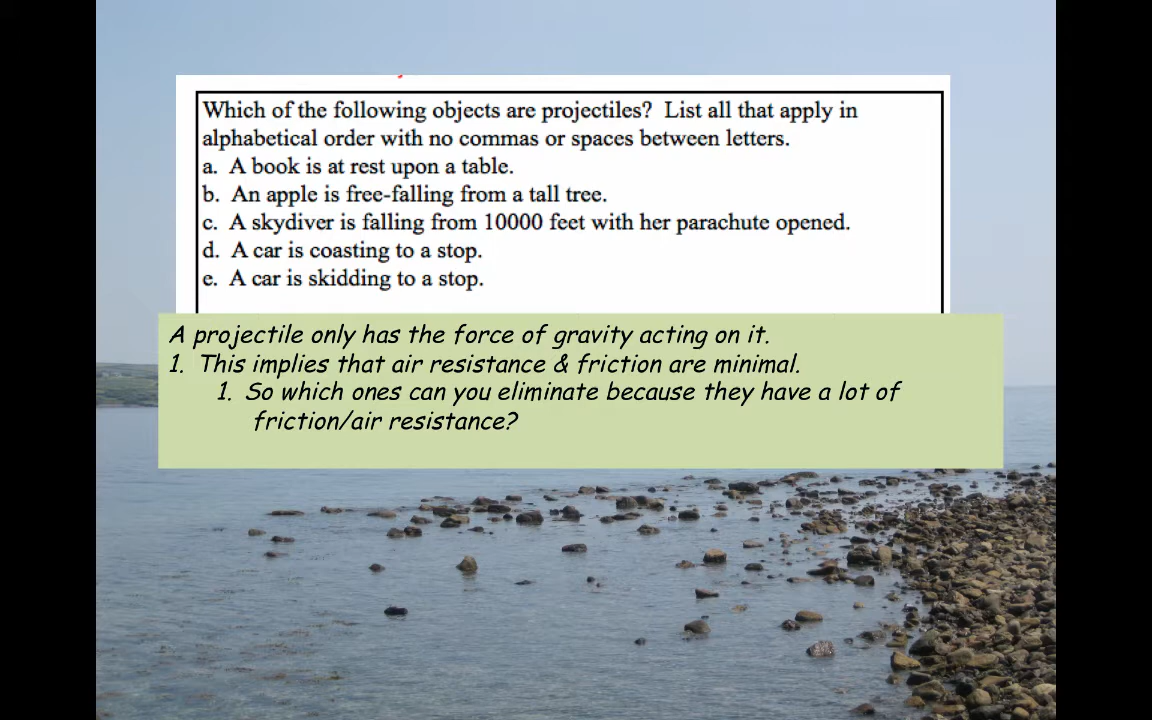 Which of the following objects are projectiles? List all that apply in
alphabetical order with no commas or spaces between letters.
a. A book is at rest upon a table.
b. An apple is free-falling from a tall tree.
c. A skydiver is falling from 10000 feet with her parachute opened.
d. A car is coasting to a stop.
e. A car is skidding to a stop.
A projectile only has the force of gravity acting on it.
1. This implies that air resistance & friction are minimal.
1. So which ones can you eliminate because they have a lot of
friction/air resistance?